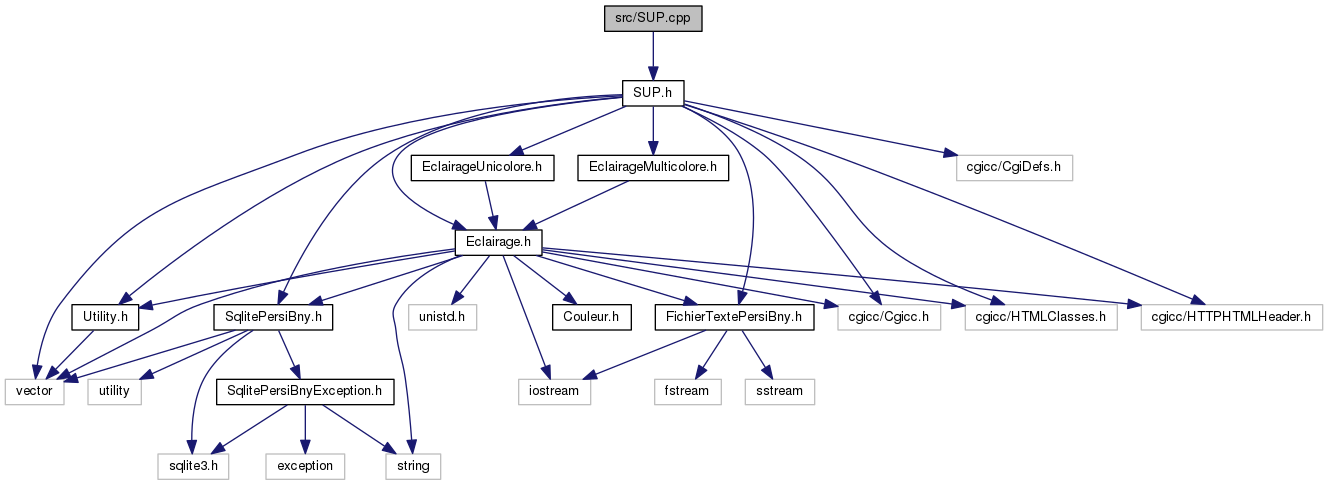 src/SUP.cpp
SUP.h
EclairageUnicolore.h
EclairageMulticolore.h
cgicc/CgiDefs.h
Eclairage.h
Utility.h
SqlitePersiBny.h
unistd.h
Couleur.h
FichierTextePersiBny.h
cgicc/Cgicc.h
cgicc/HTMLClasses.h
cgicc/HTTPHTMLHeader.h
vector
utility
SqlitePersiBnyException.h
iostream
fstream
sstream
sqlite3.h
exception
string